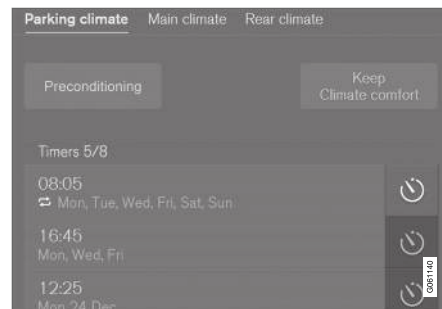 Parking climate Main climate Rear climate
Preconditioning
Keep
Climate comfort
Timers 5/8
08:05
Mon, Tue, Wed, Fri, Sat, Sun
16:45
Mon, Wed, Fri
12:25
Mon 24 Dec
G061140